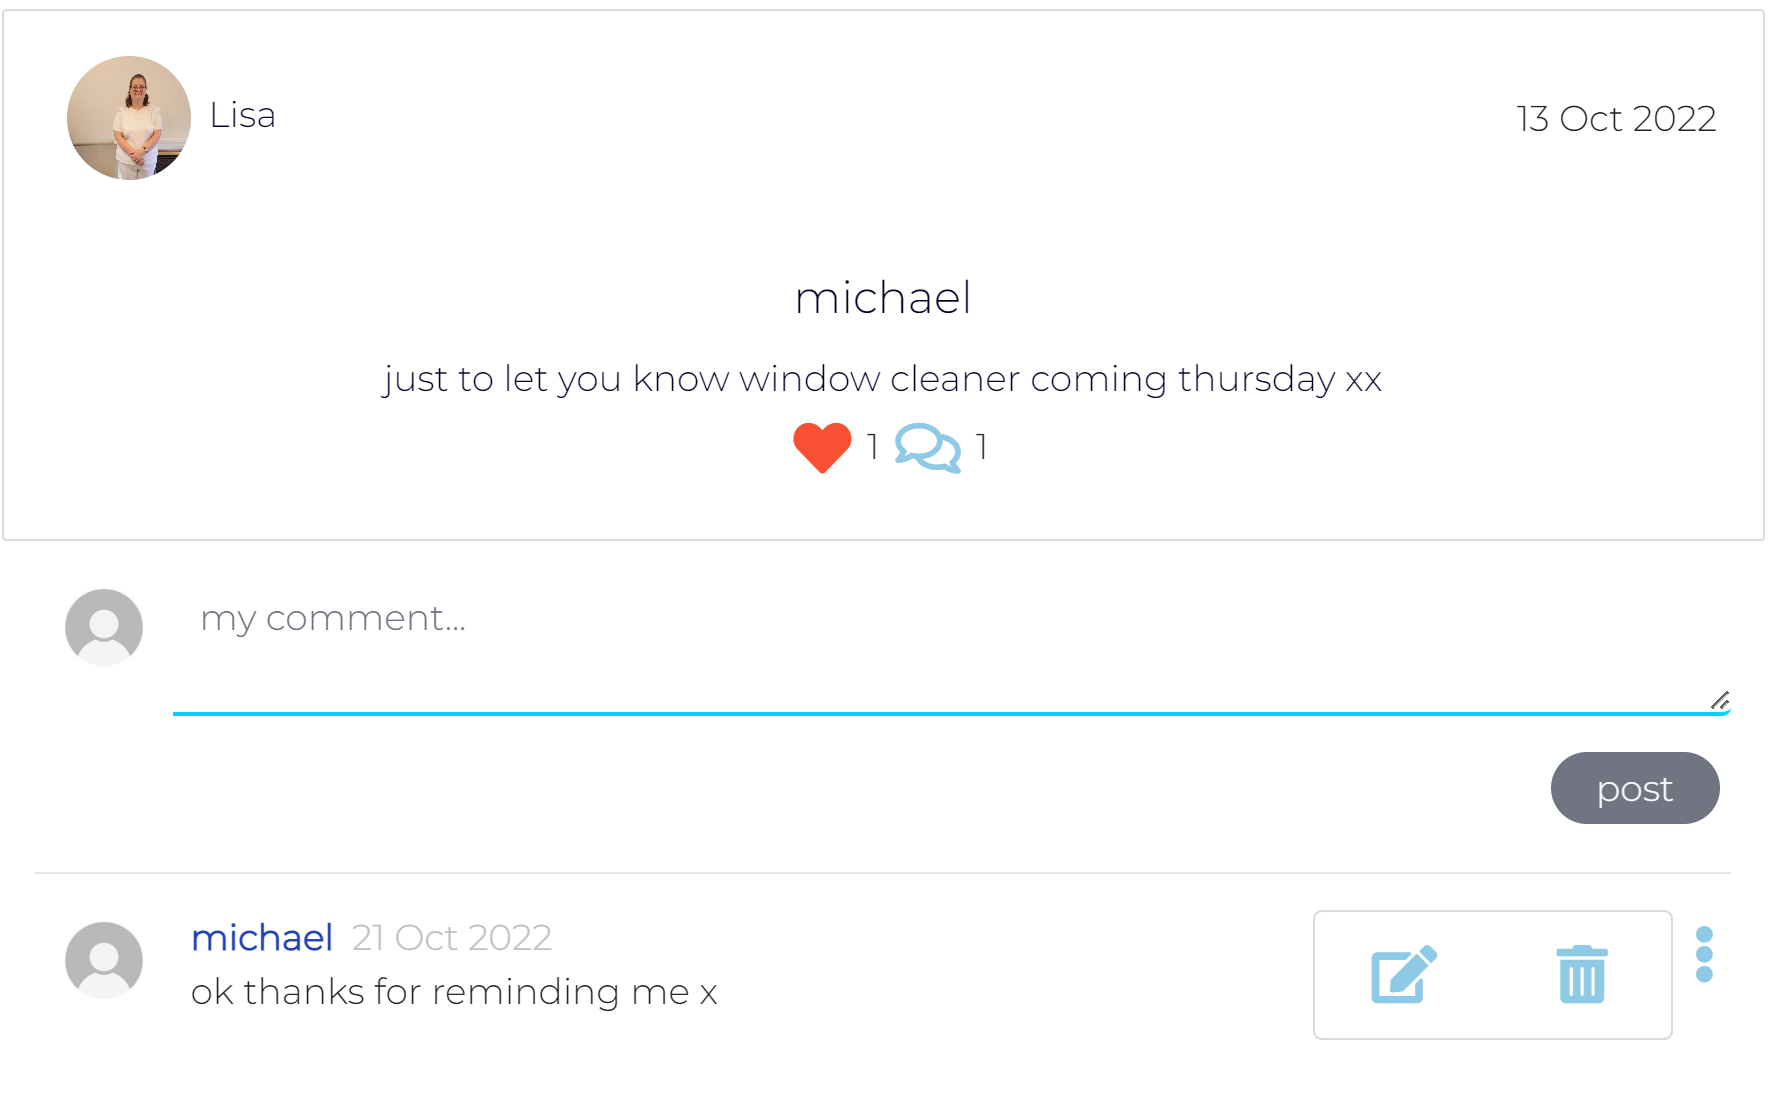 Lisa
13 Oct 2022
michael
just to let you know window cleaner coming thursday xx
1 1
my comment...
post
michael 21 Oct 2022
ok thanks for reminding me x